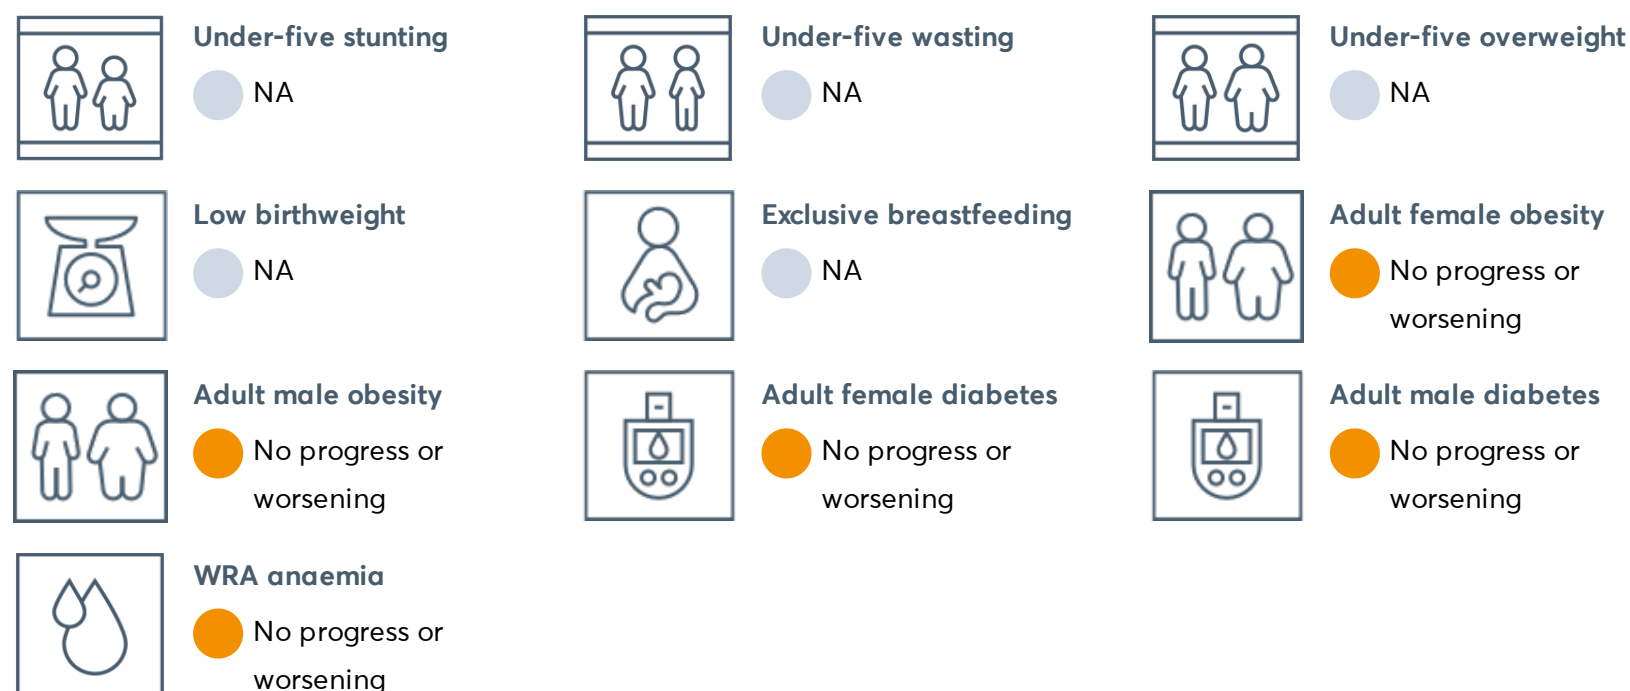 Under-five stunting
NA
Under-five wasting
NA
Under-five overweight
NA
Low birthweight
NA
Exclusive breastfeeding
NA
Adult female obesity
No progress or
worsening
Adult male obesity
No progress or
worsening
Adult female diabetes
No progress or
worsening
Adult male diabetes
No progress or
worsening
WRA anaemia
No progress or
worsening